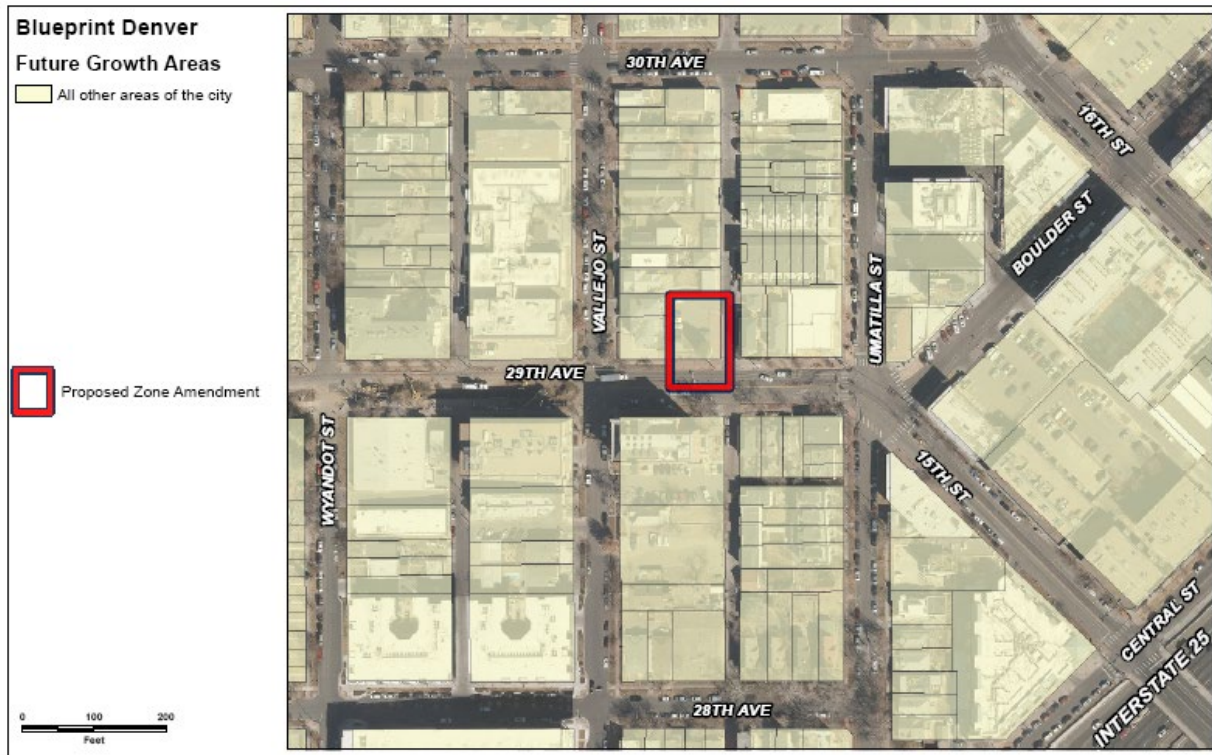 Blueprint Denver
Future Growth Areas
All other areas of the city
Proposed Zone Amendment
0 100 200
Feet
30TH AVE
16TH ST
BOULDER ST
VALLEJO ST
UMATILLA ST
29TH AVE
WYANDOT ST
15TH ST
CENTRAL ST
INTERSTATE 25
28TH AVE